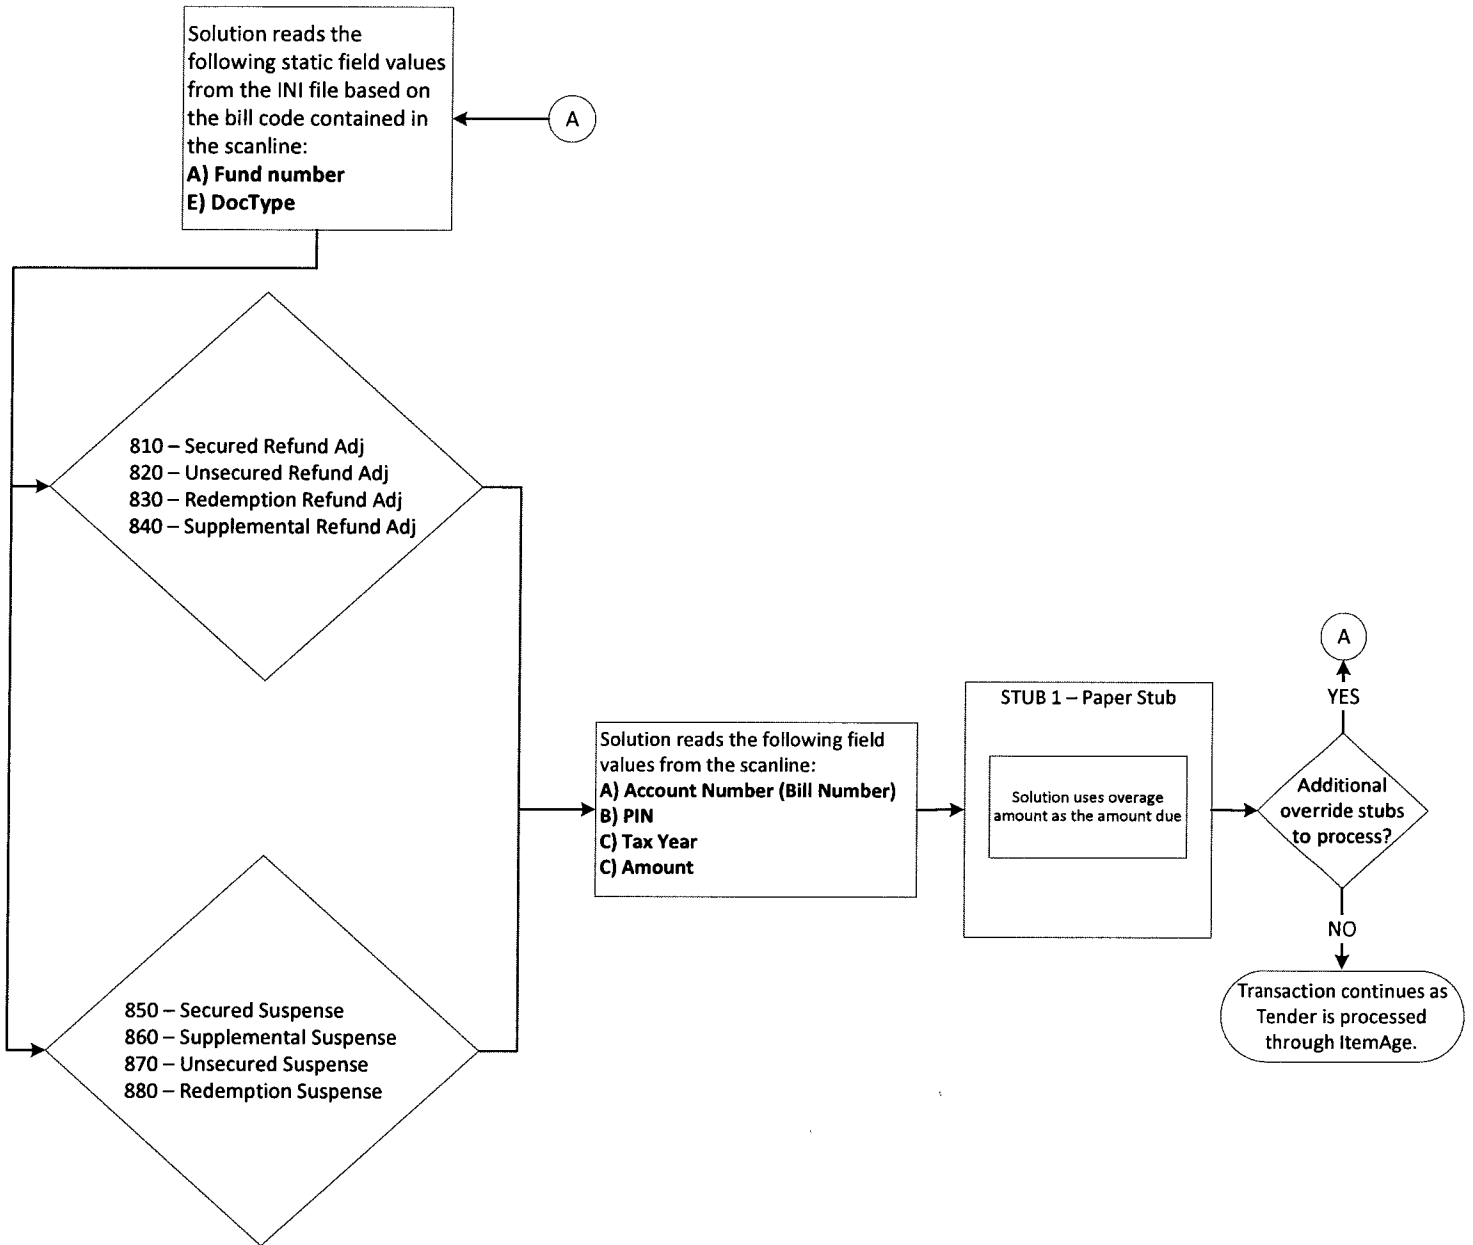 Solution reads the
following static field values
from the INI file based on
the bill code contained in
the scanline:
A) Fund number
E) DocType
A
810 – Secured Refund Adj
820 – Unsecured Refund Adj
830 – Redemption Refund Adj
840 – Supplemental Refund Adj
850 – Secured Suspense
860 – Supplemental Suspense
870 – Unsecured Suspense
880 – Redemption Suspense
Solution reads the following field
values from the scanline:
A) Account Number (Bill Number)
B) PIN
C) Tax Year
C) Amount
STUB 1 – Paper Stub
Solution uses overage
amount as the amount due
A
YES
Additional
override stubs
to process?
NO
Transaction continues as
Tender is processed
through ItemAge.